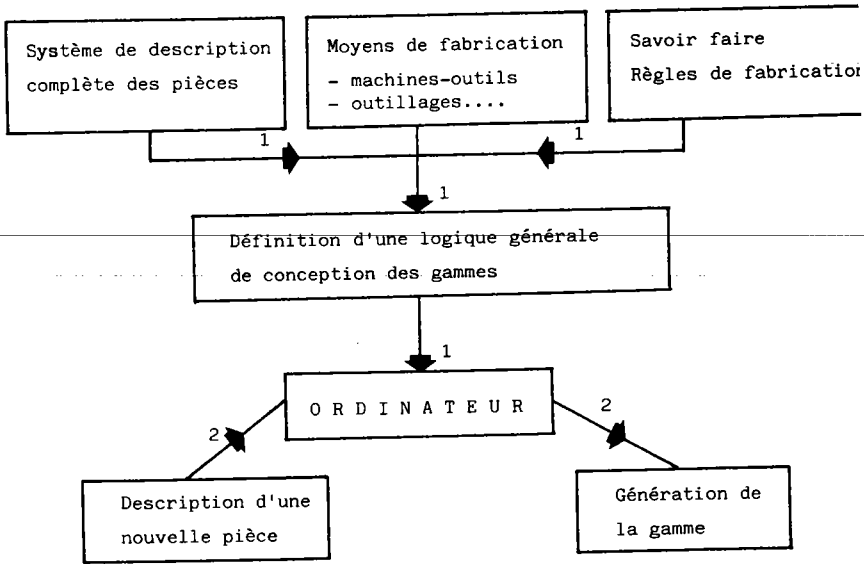 Système de description
complète des pièces
Moyens de fabrication
- machines-outils
- outillages....
Savoir faire
Règles de fabrication
1
1
1
Définition d'une logique générale
de conception des gammes
1
O R D I N A T E U R
2
2
Description d'une
nouvelle pièce
Génération de
la gamme